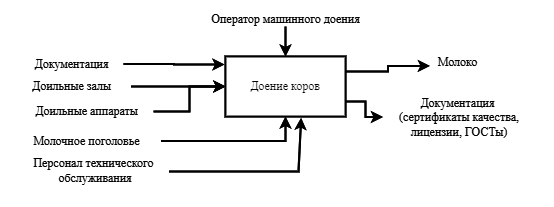 Оператор машинного доения
Документация
Доильные залы
Доильные аппараты
Доение коров
Молоко
Документация
(сертификаты качества,
лицензии, ГОСТы)
Молочное поголовье
Персонал технического
обслуживания